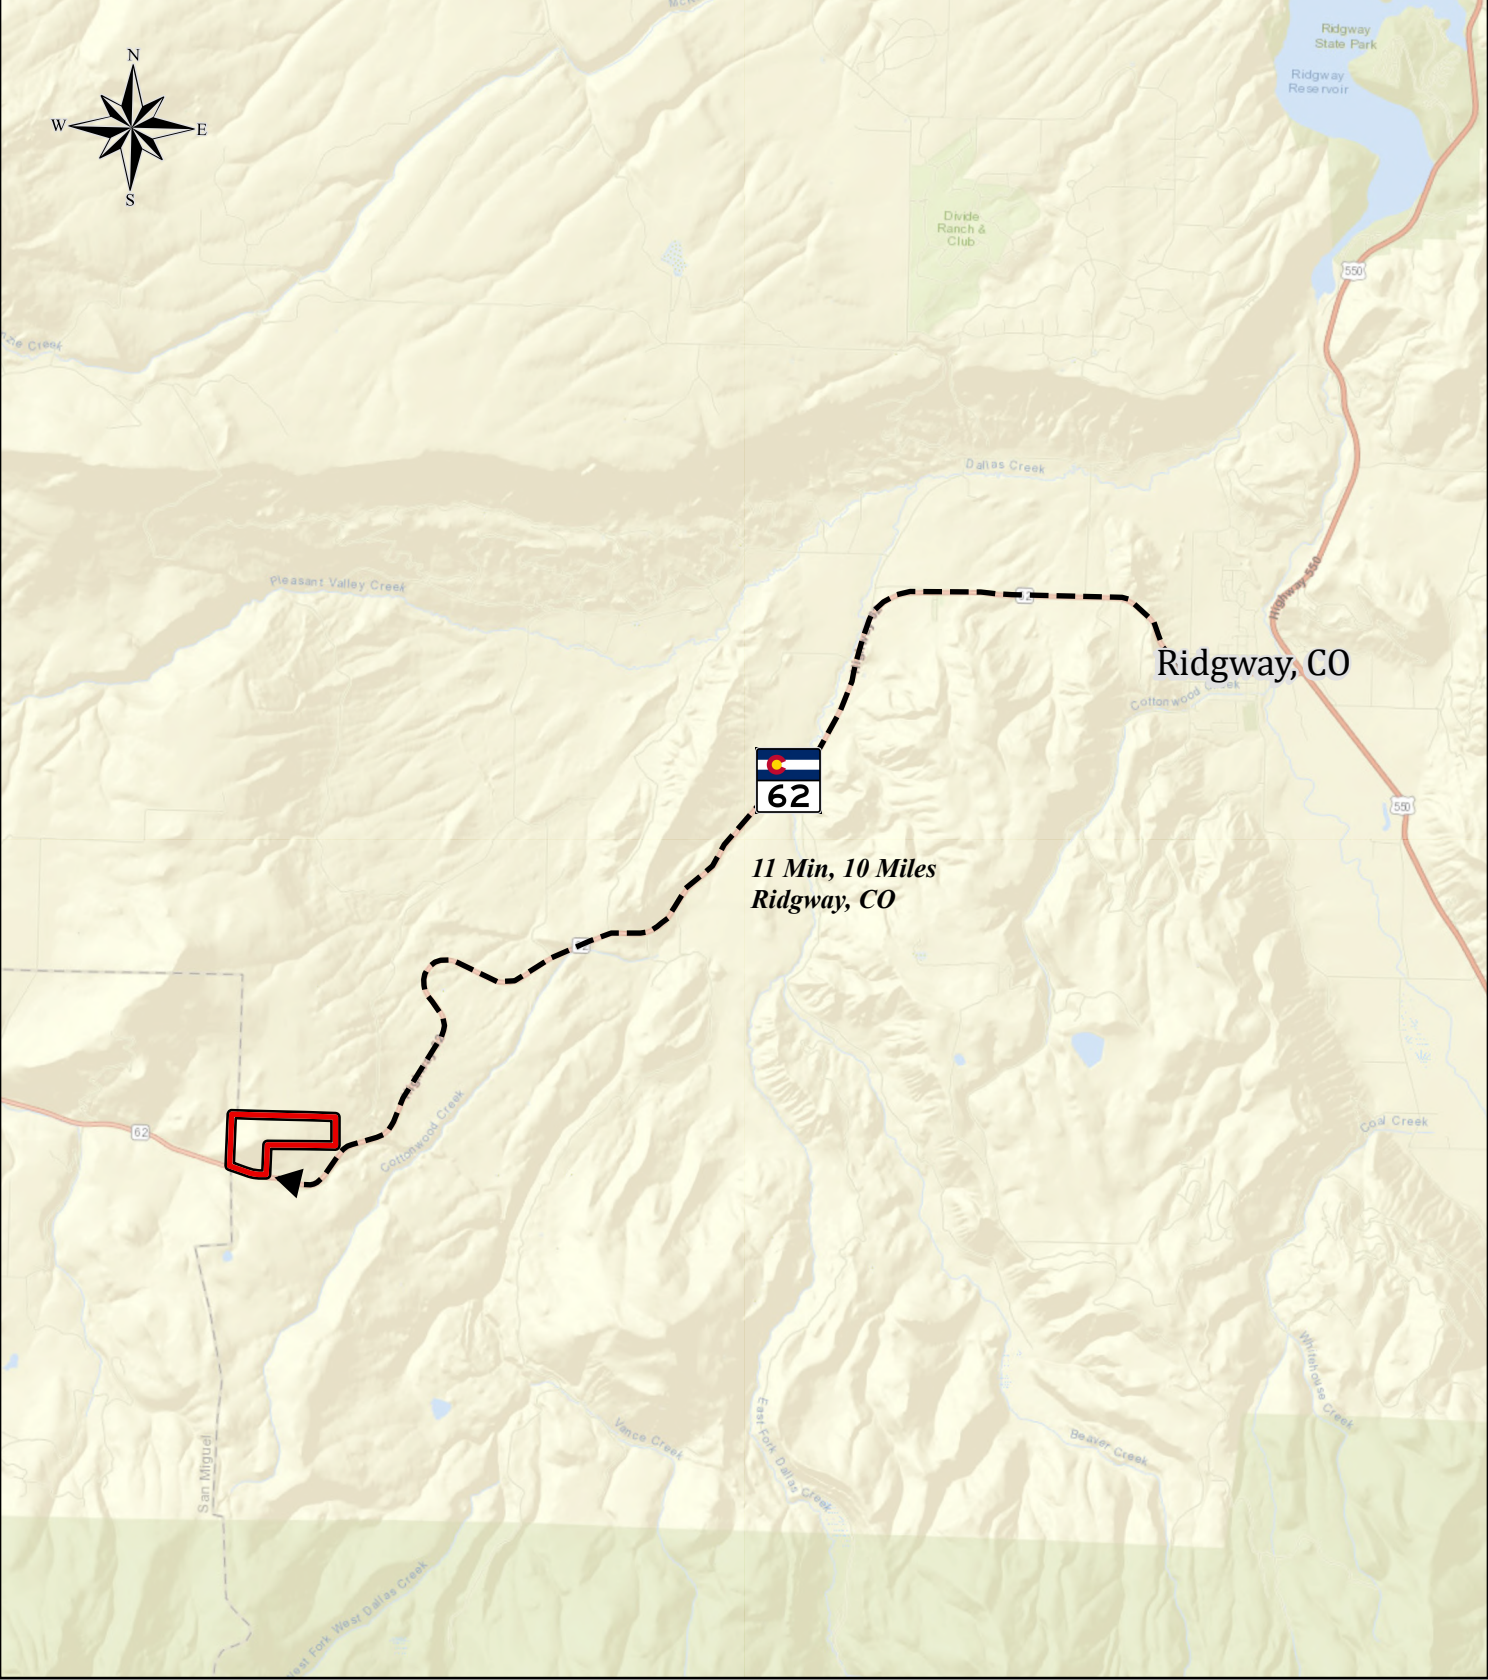 N
W
E
S
Ridgway
State Park
Ridgway
Reservoir
Divide
Ranch &
Club
550
Creek
Dallas Creek
Pleasant Valley Creek
Highway 550
Ridgway, CO
Cottonwood Creek
62
550
11 Min, 10 Miles
Ridgway, CO
Cottonwood Creek
62
Coal Creek
Whitehouse Creek
San Miguel
Vance Creek
East Fork Dallas Creek
Beaver Creek
Fork West Dallas Creek